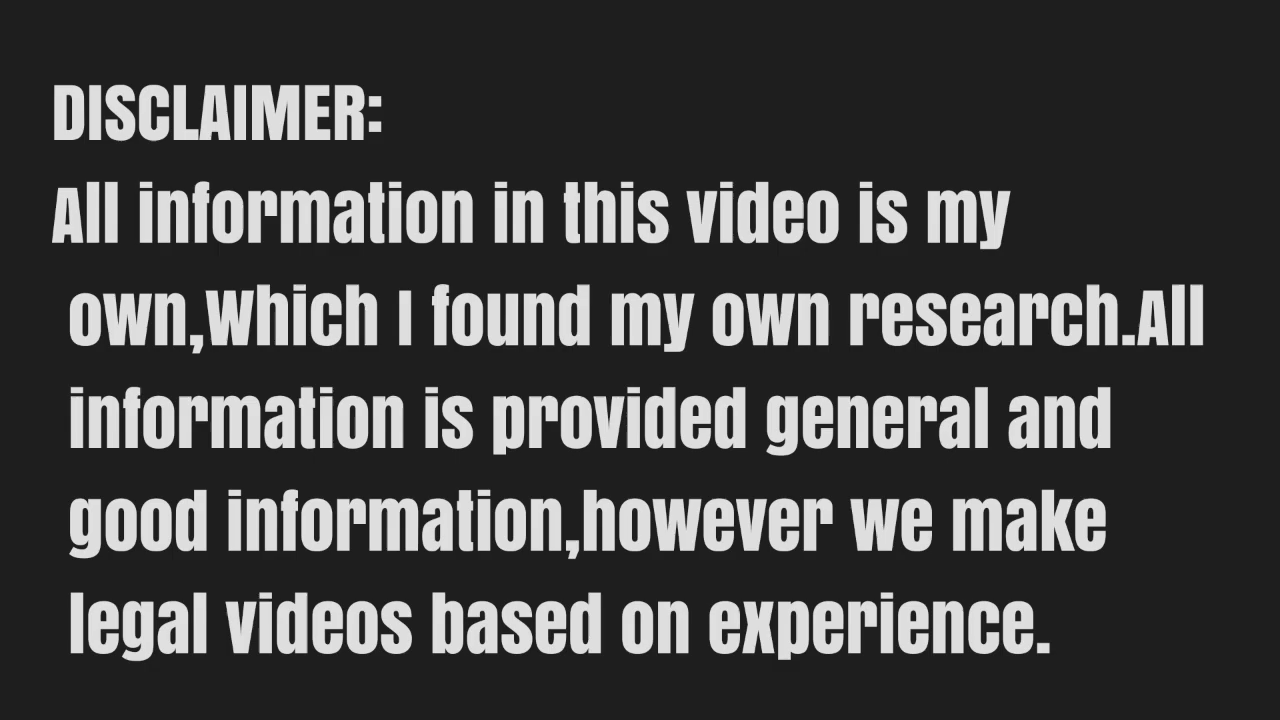 DISCLAIMER:
All information in this video is my
own,Which I found my own research.All
information is provided general and
good information,however we make
legal videos based on experience.